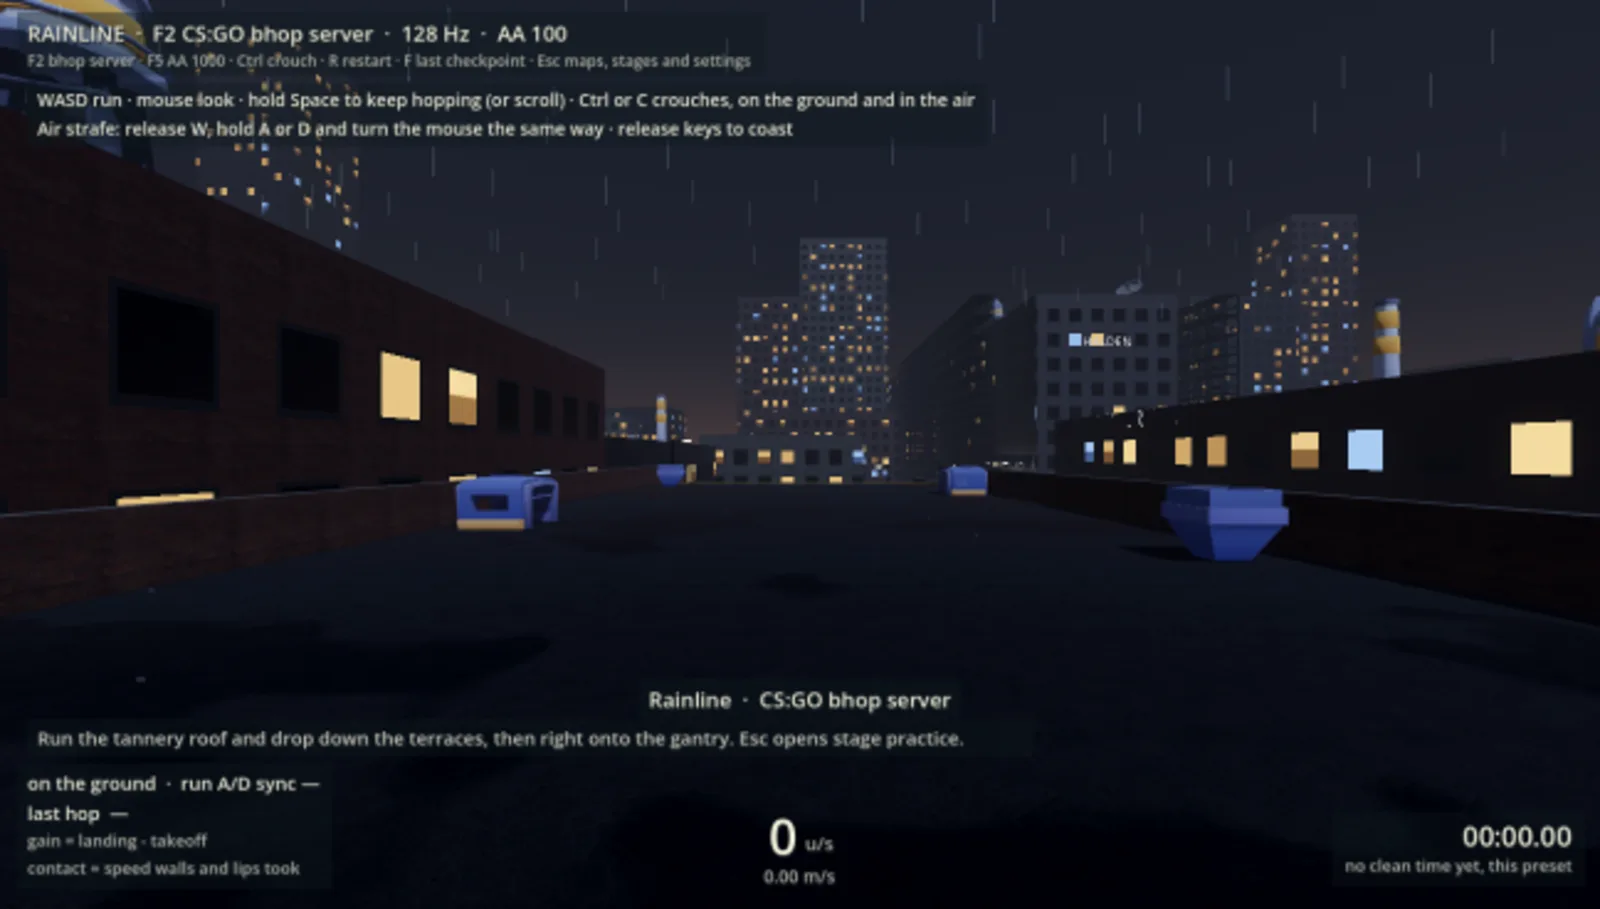 RAINLINE · F2 CS:GO bhop server · 128 Hz · AA 100
F2 bhop server · F5 AA 1000 · Ctrl crouch · R restart · F last checkpoint · Esc maps, stages and settings
WASD run · mouse look · hold Space to keep hopping (or scroll) · Ctrl or C crouches, on the ground and in the air
Air strafe: release W, hold A or D and turn the mouse the same way · release keys to coast
Rainline · CS:GO bhop server
Run the tannery roof and drop down the terraces, then right onto the gantry. Esc opens stage practice.
on the ground · run A/D sync —
last hop —
gain = landing - takeoff
contact = speed walls and lips took
0 u/s
0.00 m/s
00:00.00
no clean time yet, this preset